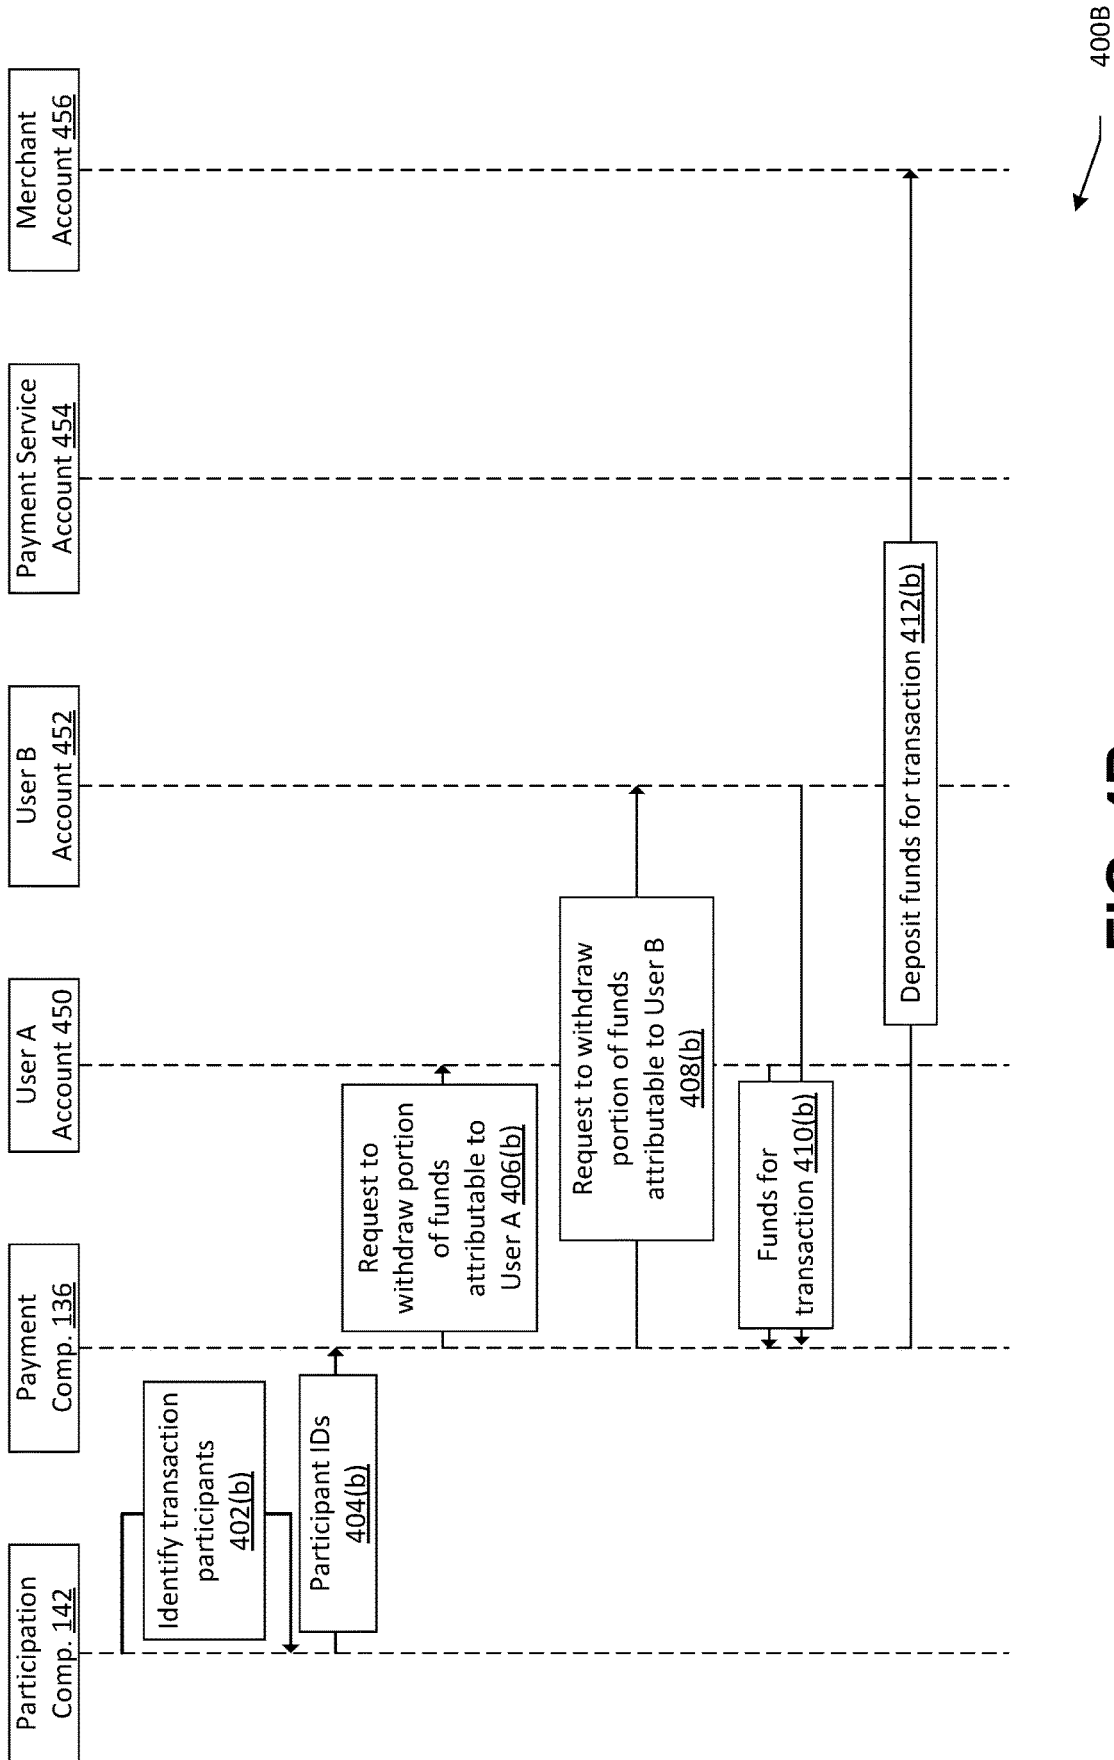 Participation
Comp. 142
Payment
Comp. 136
User A
Account 450
User B
Account 452
Payment Service
Account 454
Merchant
Account 456
Identify transaction
participants
402(b)
Participant IDs
404(b)
Request to
withdraw portion
of funds
attributable to
User A 406(b)
Request to withdraw
portion of funds
attributable to User B
408(b)
Funds for
transaction 410(b)
Deposit funds for transaction 412(b)
400B